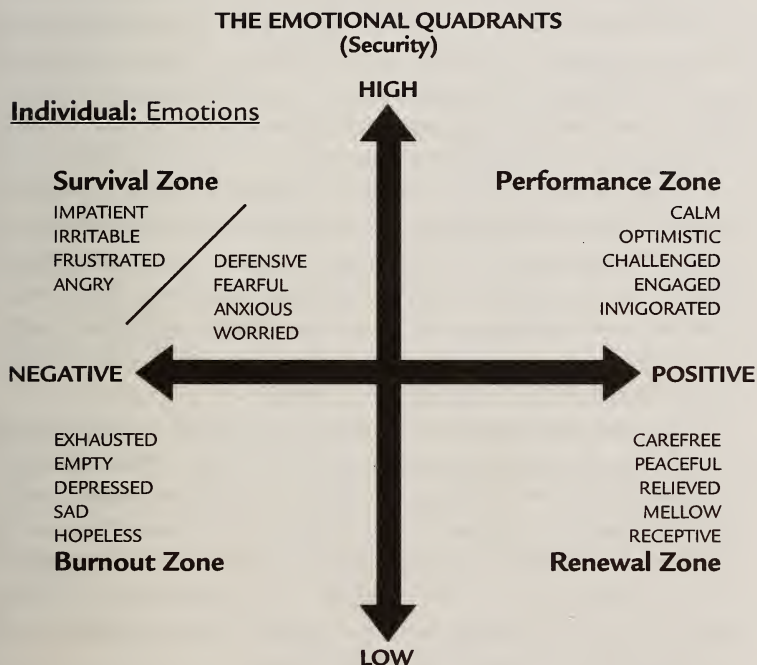 THE EMOTIONAL QUADRANTS
(Security)
HIGH
Individual: Emotions
Survival Zone
IMPATIENT
IRRITABLE
FRUSTRATED
ANGRY
DEFENSIVE
FEARFUL
ANXIOUS
WORRIED
Performance Zone
CALM
OPTIMISTIC
CHALLENGED
ENGAGED
INVIGORATED
NEGATIVE
POSITIVE
EXHAUSTED
EMPTY
DEPRESSED
SAD
HOPELESS
Burnout Zone
CAREFREE
PEACEFUL
RELIEVED
MELLOW
RECEPTIVE
Renewal Zone
LOW